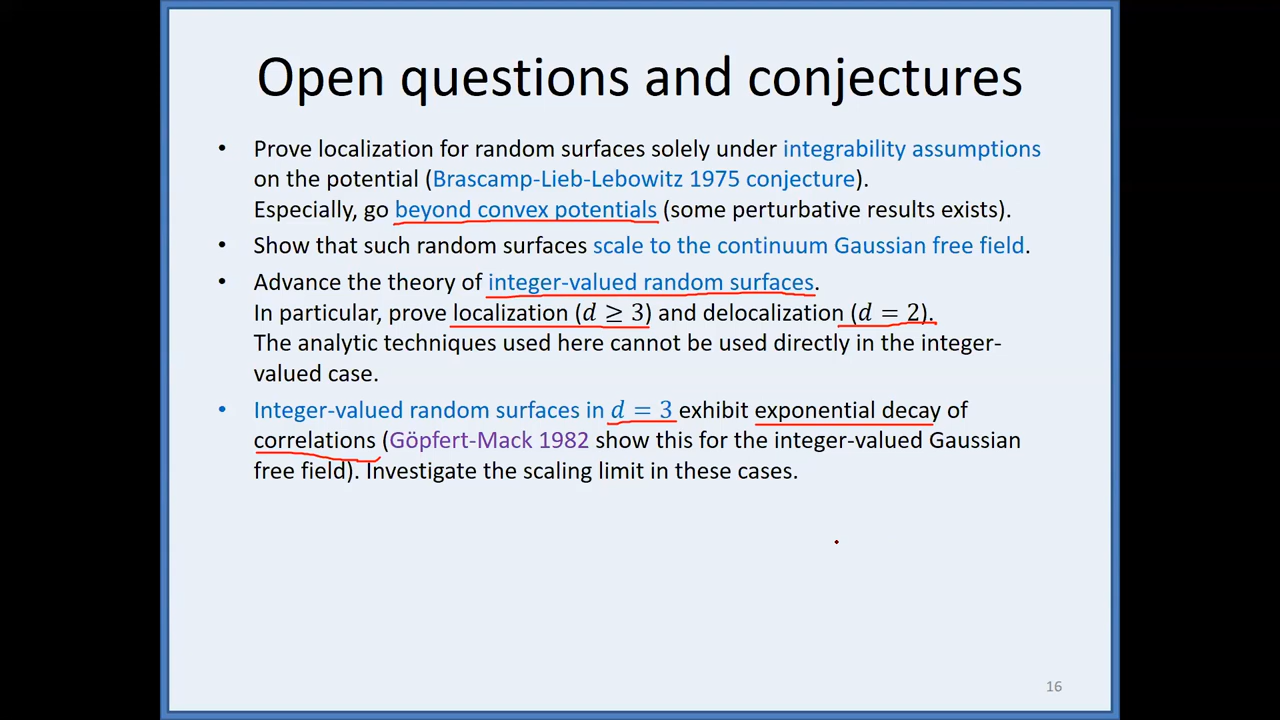 Open questions and conjectures
• Prove localization for random surfaces solely under integrability assumptions
on the potential (Brascamp-Lieb-Lebowitz 1975 conjecture).
Especially, go beyond convex potentials (some perturbative results exists).
• Show that such random surfaces scale to the continuum Gaussian free field.
• Advance the theory of integer-valued random surfaces.
In particular, prove localization (d ≥ 3) and delocalization (d = 2).
The analytic techniques used here cannot be used directly in the integer-
valued case.
• Integer-valued random surfaces in d = 3 exhibit exponential decay of
correlations (Göpfert-Mack 1982 show this for the integer-valued Gaussian
free field). Investigate the scaling limit in these cases.
16